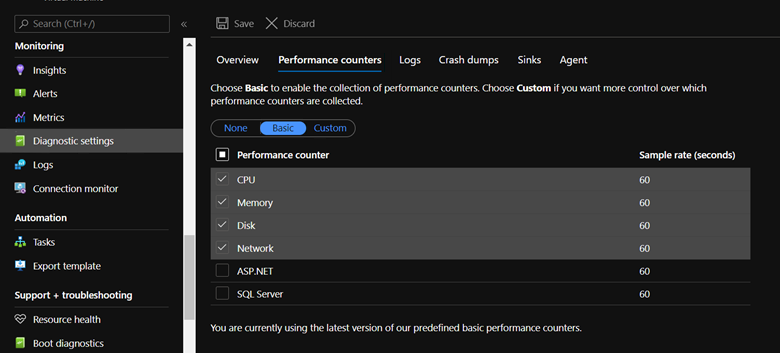 Search (Ctrl+/)
«
Monitoring
Insights
Alerts
Metrics
Diagnostic settings
Logs
Connection monitor
Automation
Tasks
Export template
Support + troubleshooting
Resource health
Boot diagnostics
Save Discard
Overview Performance counters Logs Crash dumps Sinks Agent
Choose Basic to enable the collection of performance counters. Choose Custom if you want more control over which
performance counters are collected.
None Basic Custom
Performance counter Sample rate (seconds)
CPU 60
Memory 60
Disk 60
Network 60
ASP.NET 60
SQL Server 60
You are currently using the latest version of our predefined basic performance counters.